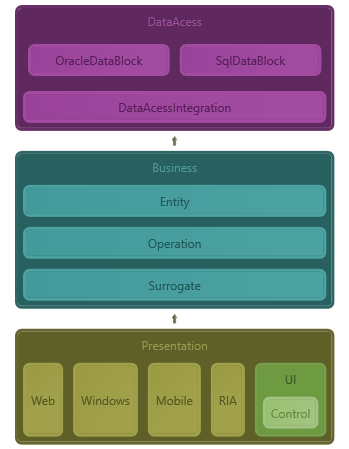 DataAcess
OracleDataBlock
SqlDataBlock
DataAcessIntegration
Business
Entity
Operation
Surrogate
Presentation
Web
Windows
Mobile
RIA
UI
Control